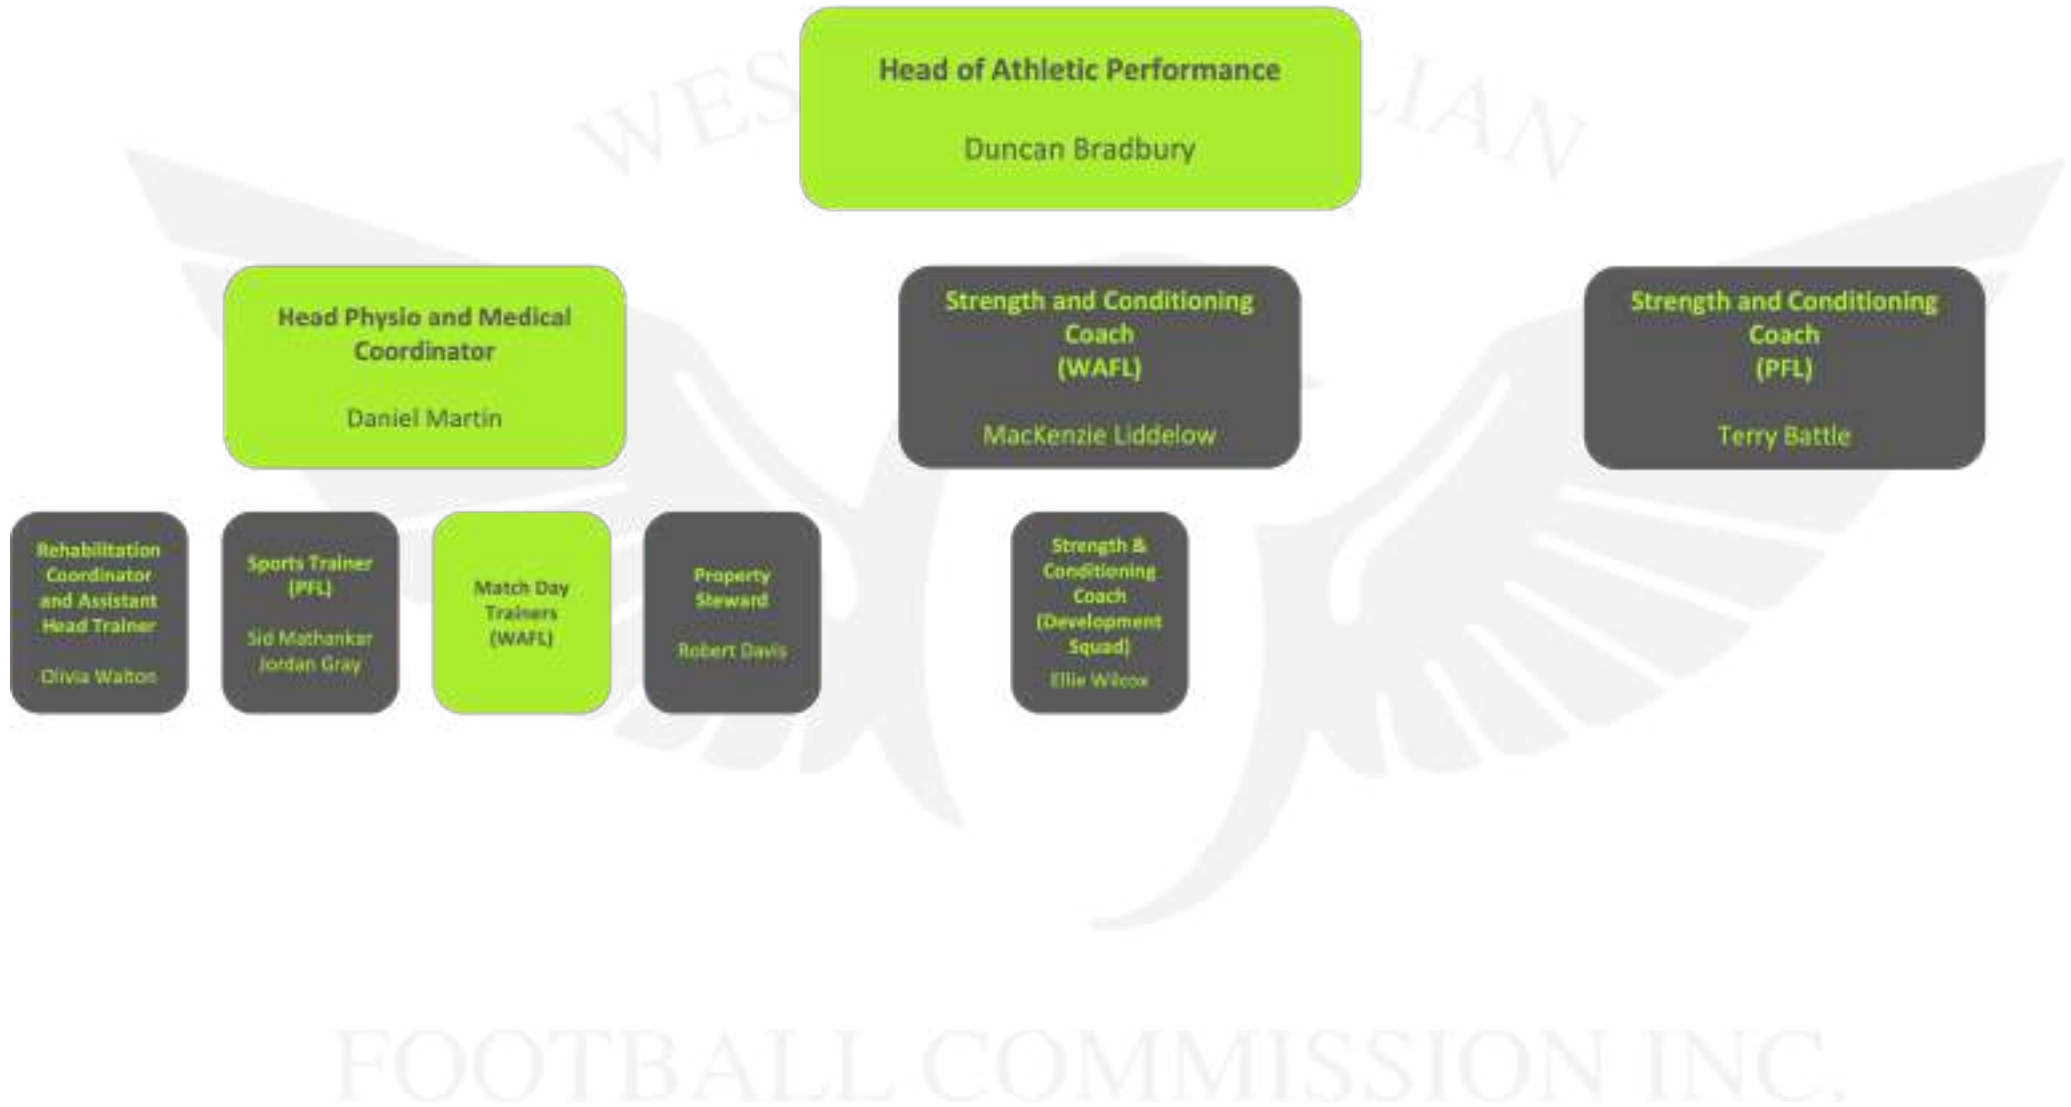 WES
LIAN
Head of Athletic Performance
Duncan Bradbury
Head Physio and Medical
Coordinator
Daniel Martin
Strength and Conditioning
Coach
(WAFL)
MacKenzie Liddelow
Strength and Conditioning
Coach
(PFL)
Terry Battle
Rehabilitation
Coordinator
and Assistant
Head Trainer
Olivia Walton
Sports Trainer
(PFL)
Sid Mathankar
Jordan Gray
Match Day
Trainers
(WAFL)
Property
Steward
Robert Davis
Strength &
Conditioning
Coach
(Development
Squad)
Ellie Wilcox
FOOTBALL COMMISSION INC.